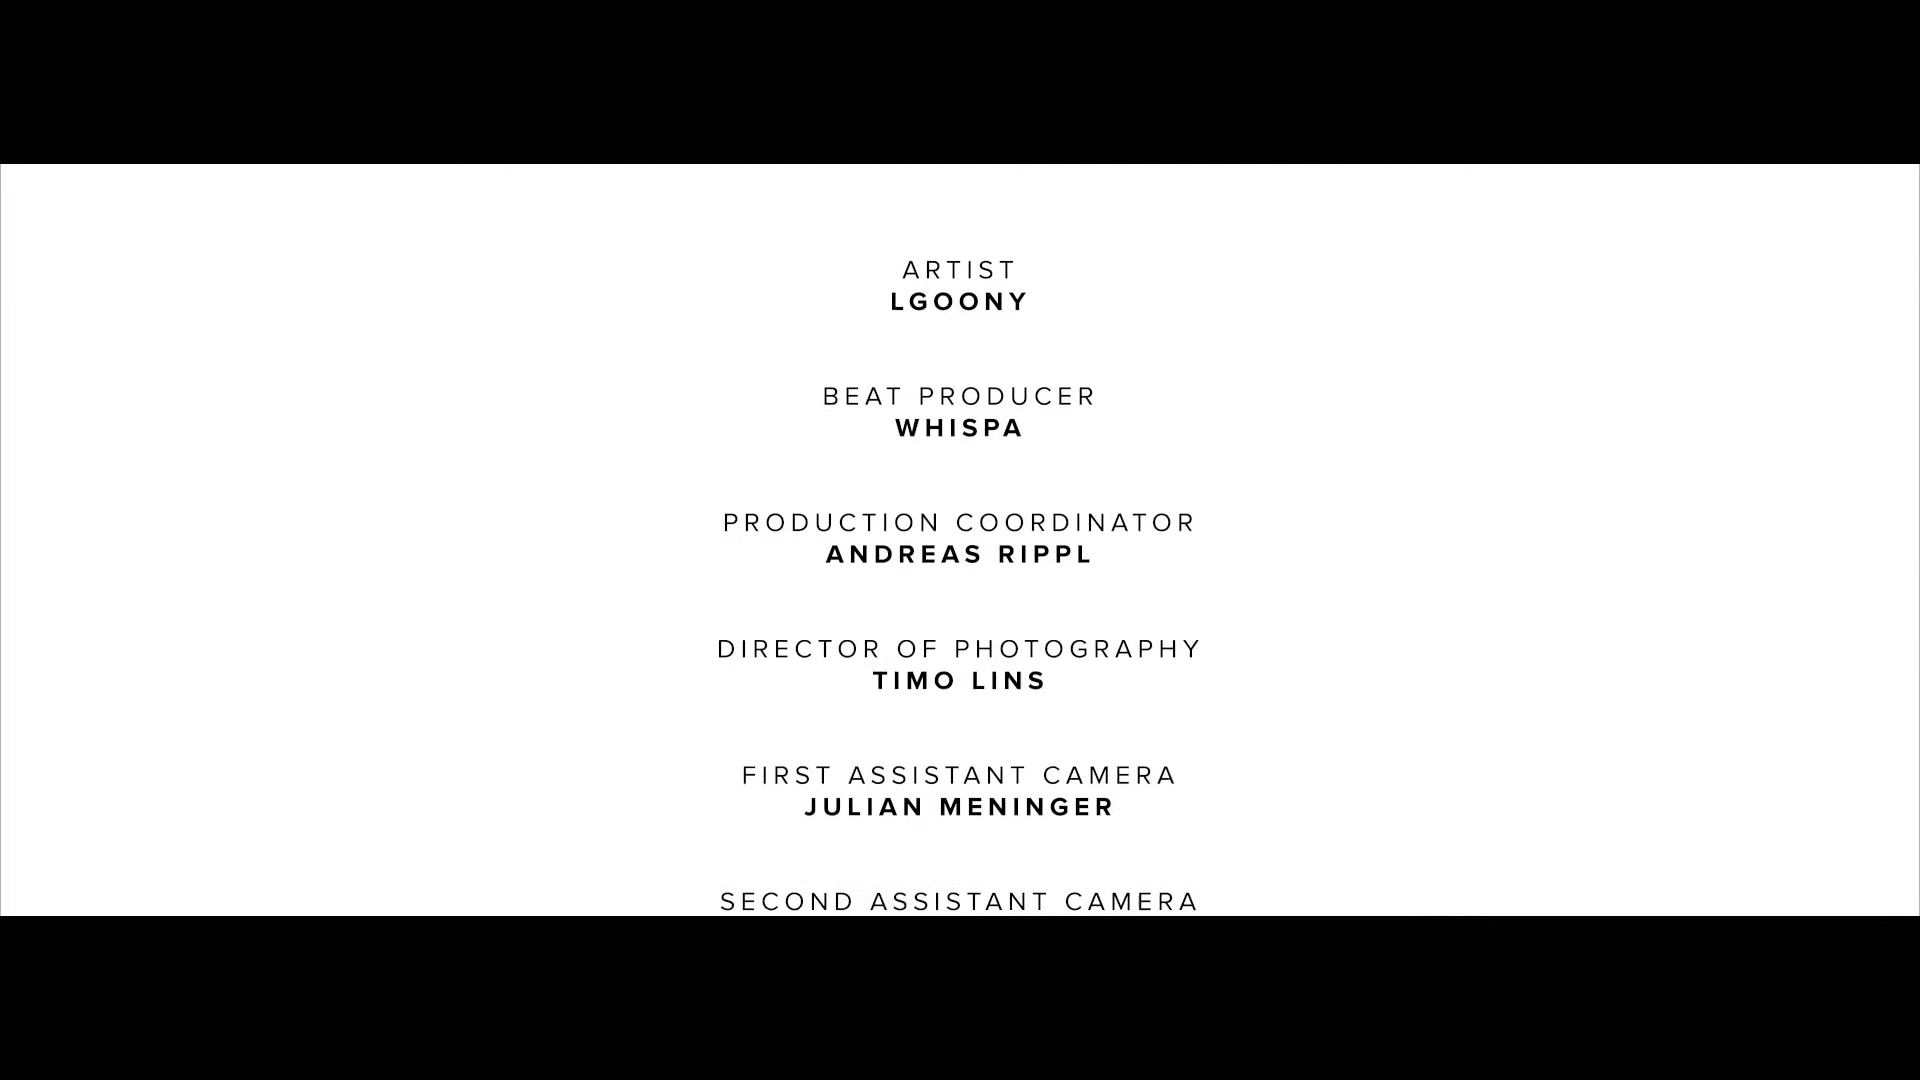 ARTIST
LGOONY
BEAT PRODUCER
WHISPA
PRODUCTION COORDINATOR
ANDREAS RIPPL
DIRECTOR OF PHOTOGRAPHY
TIMO LINS
FIRST ASSISTANT CAMERA
JULIAN MENINGER
SECOND ASSISTANT CAMERA